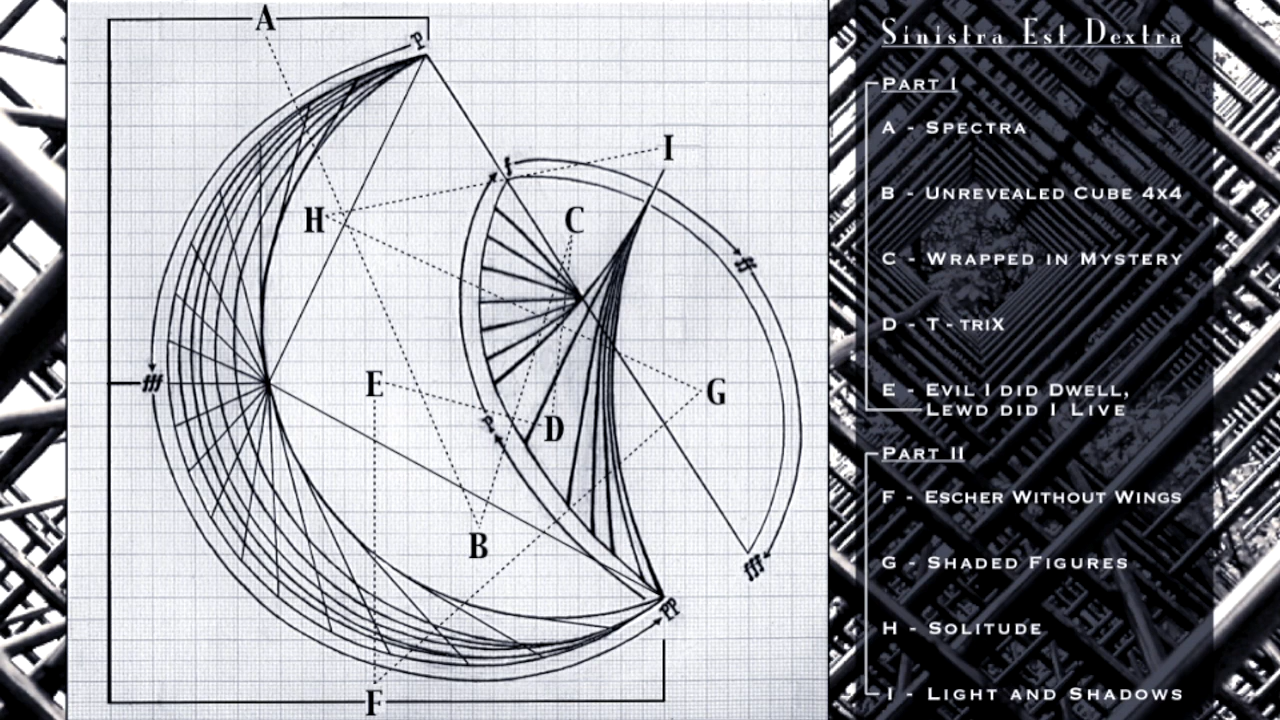 A
P
f
I
H
C
ff
fff
E
G
D
P
B
fff
PP
F
Sinistra Est Dextra
Part I
A - Spectra
B - Unrevealed Cube 4x4
C - Wrapped in Mystery
D - T - triX
E - Evil I did Dwell,
Lewd did I Live
Part II
F - Escher Without Wings
G - Shaded Figures
H - Solitude
I - Light and Shadows